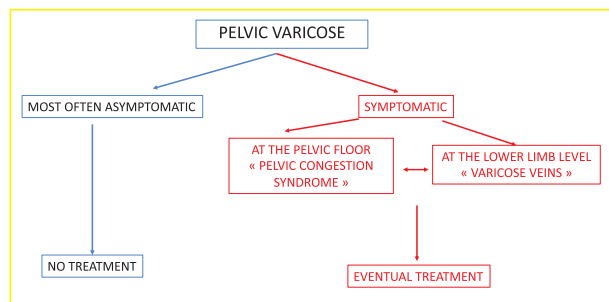 PELVIC VARICOSE
MOST OFTEN ASYMPTOMATIC
SYMPTOMATIC
AT THE PELVIC FLOOR
« PELVIC CONGESTION
SYNDROME »
AT THE LOWER LIMB LEVEL
« VARICOSE VEINS »
NO TREATMENT
EVENTUAL TREATMENT